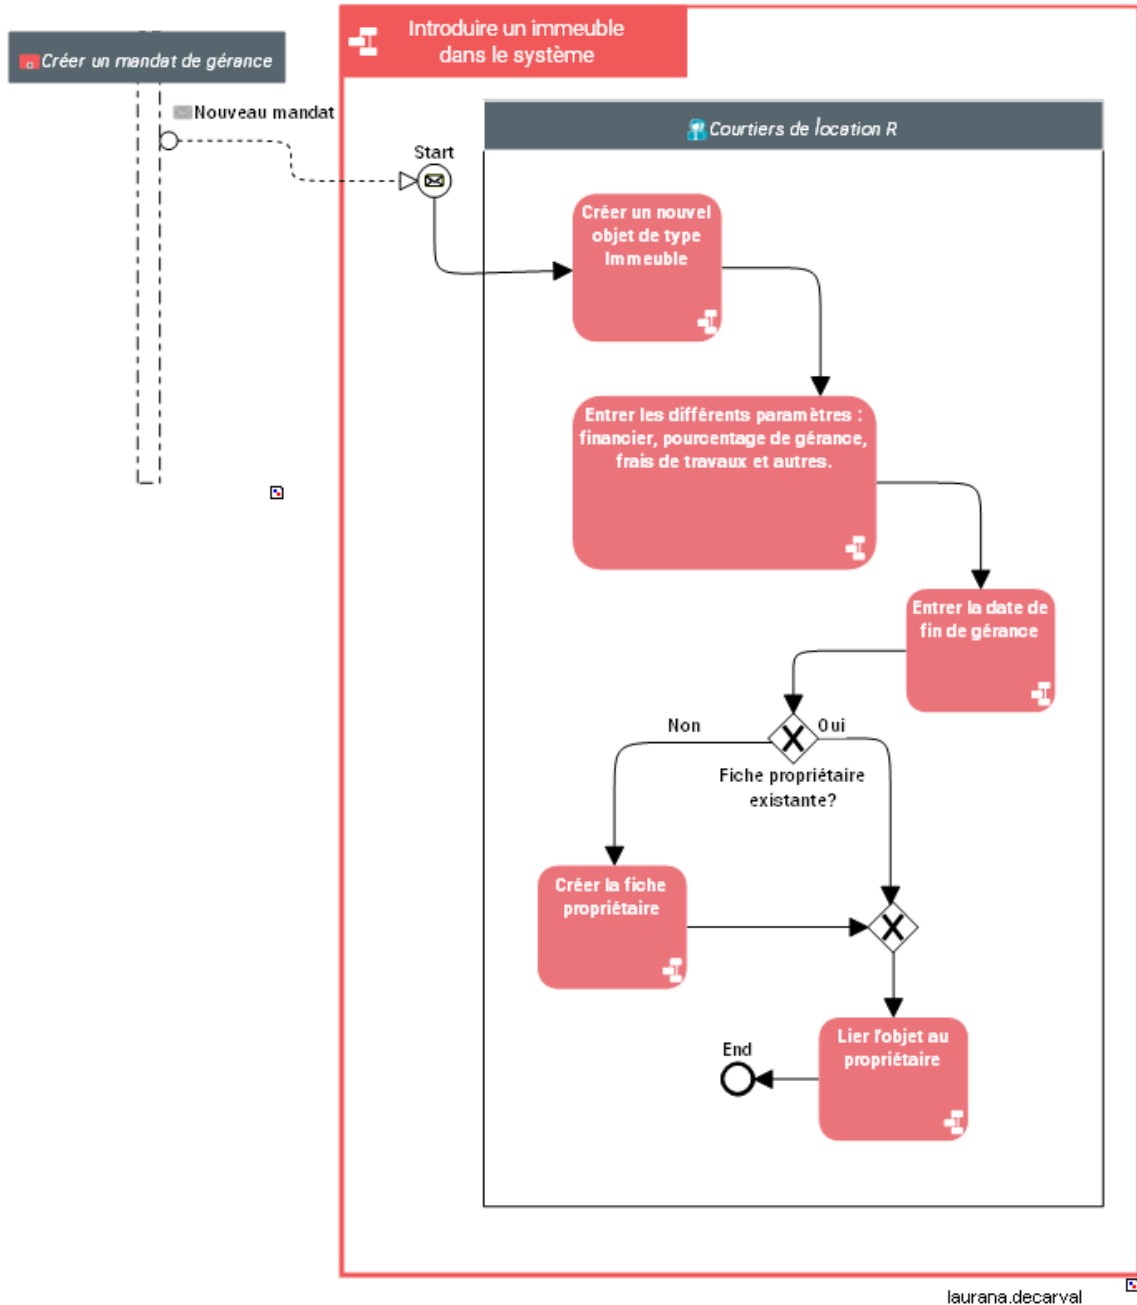 Introduire un immeuble
dans le système
Créer un mandat de gérance
Nouveau mandat
Start
Courtiers de location R
Créer un nouvel
objet de type
Immeuble
Entrer les différents paramètres :
financier, pourcentage de gérance,
frais de travaux et autres.
Entrer la date de
fin de gérance
Non
Oui
Fiche propriétaire
existante?
Créer la fiche
propriétaire
Lier l'objet au
propriétaire
End
laurana.decarval